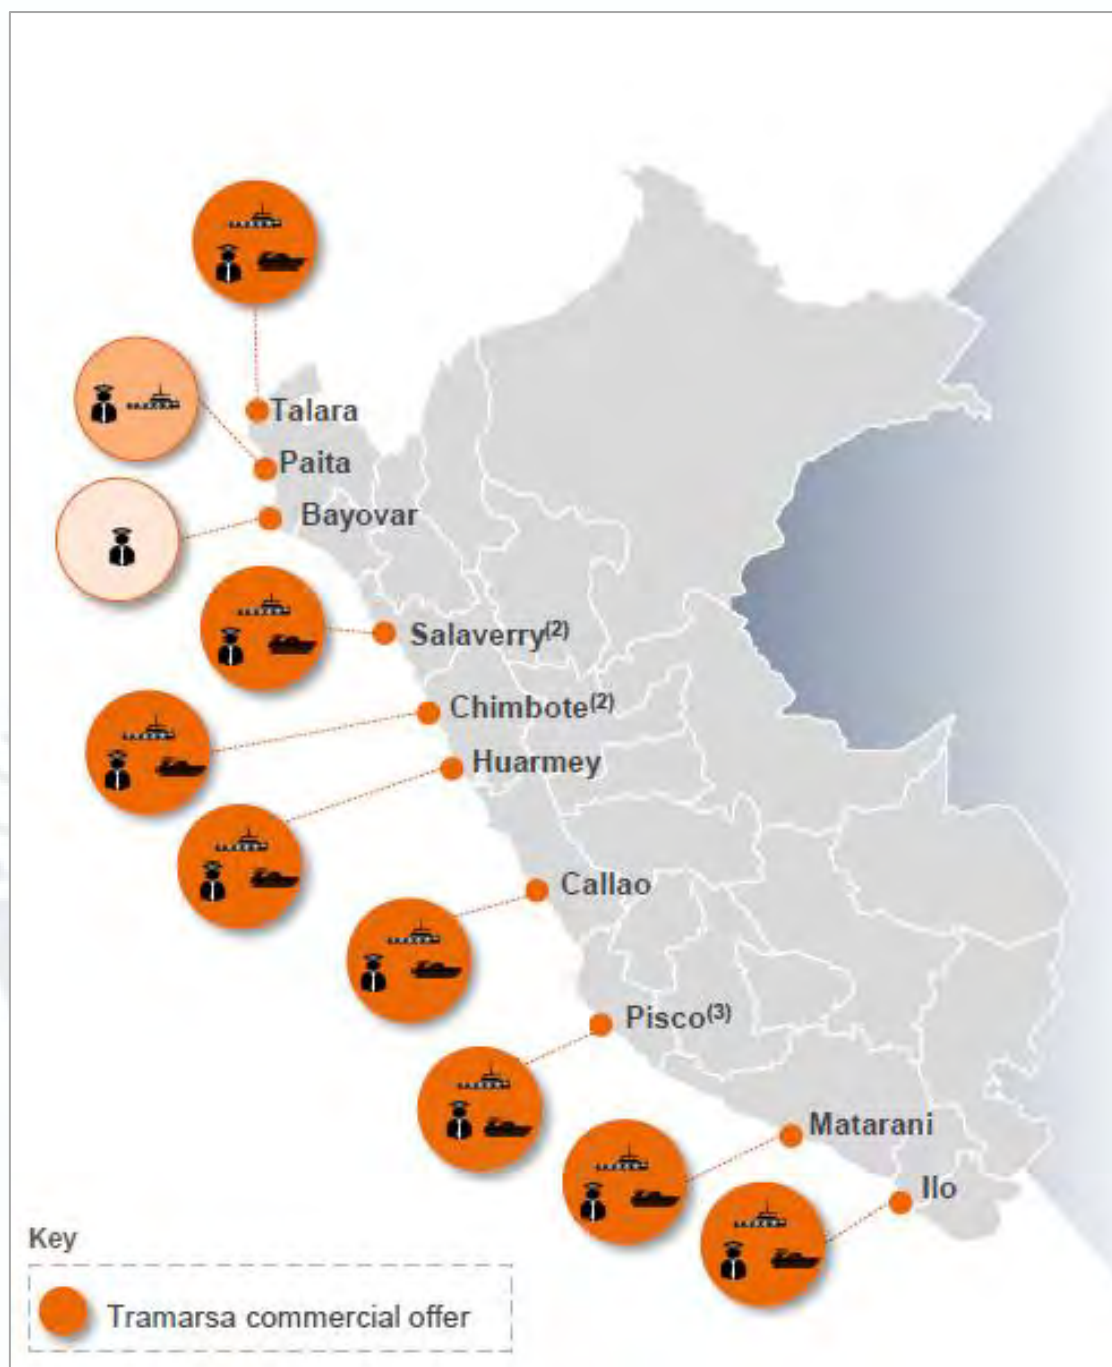 Talara
Paita
Bayovar
Salaverry(2)
Chimbote(2)
Huarmey
Callao
Pisco(3)
Matarani
Ilo
Key
Tramarsa commercial offer